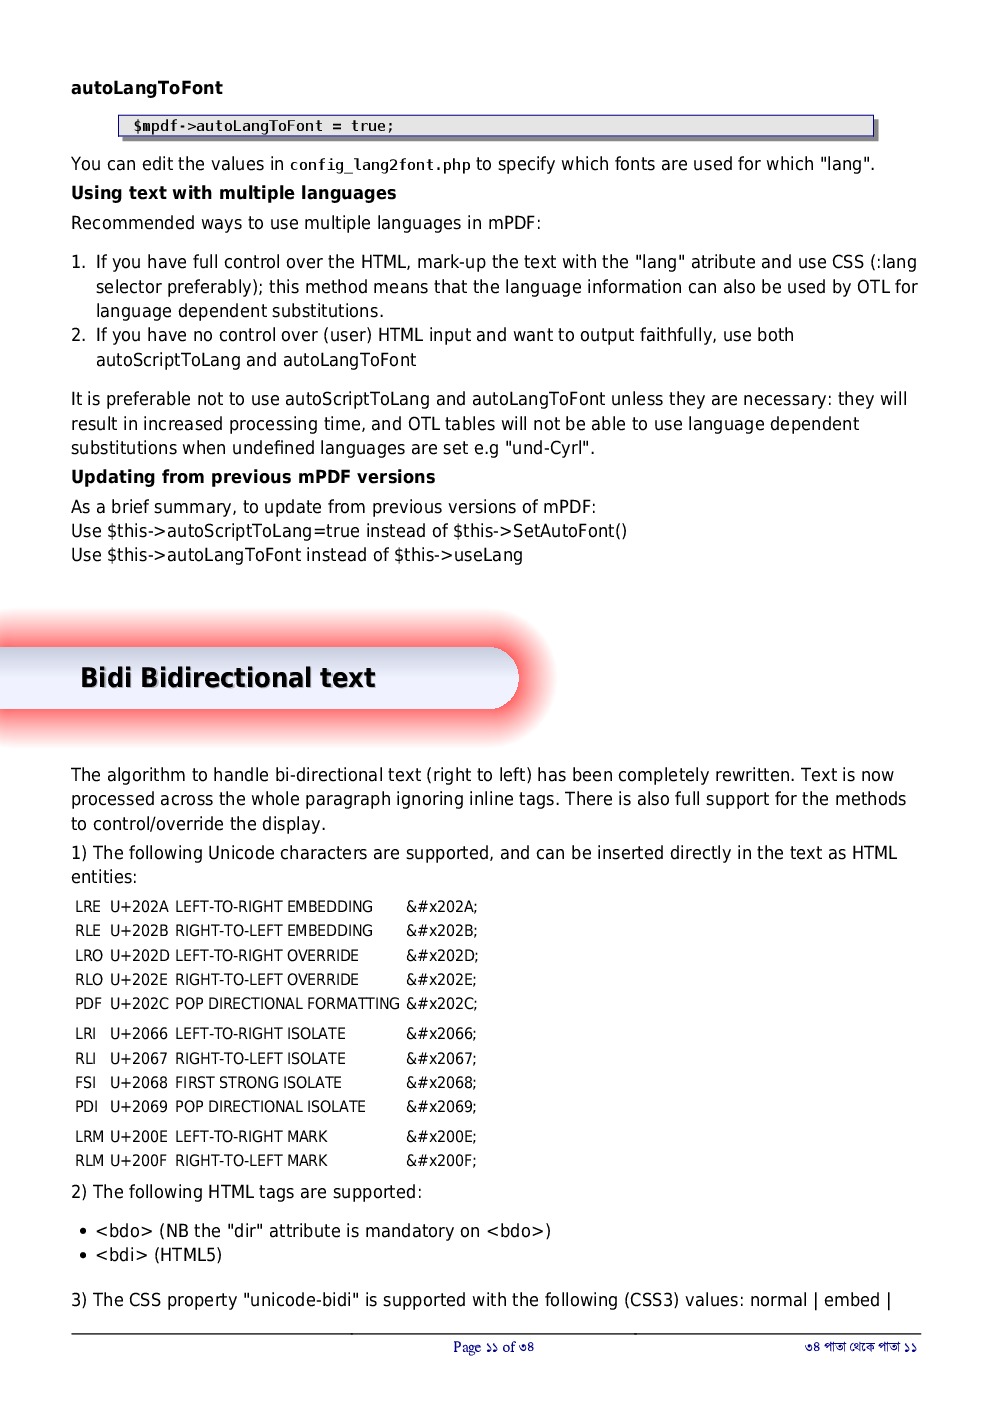 autoLangToFont
$mpdf->autoLangToFont = true;
You can edit the values in config_lang2font.php to specify which fonts are used for which "lang".
Using text with multiple languages
Recommended ways to use multiple languages in mPDF:
1. If you have full control over the HTML, mark-up the text with the "lang" atribute and use CSS (:lang
selector preferably); this method means that the language information can also be used by OTL for
language dependent substitutions.
2. If you have no control over (user) HTML input and want to output faithfully, use both
autoScriptToLang and autoLangToFont
It is preferable not to use autoScriptToLang and autoLangToFont unless they are necessary: they will
result in increased processing time, and OTL tables will not be able to use language dependent
substitutions when undefined languages are set e.g "und-Cyrl".
Updating from previous mPDF versions
As a brief summary, to update from previous versions of mPDF:
Use $this->autoScriptToLang=true instead of $this->SetAutoFont()
Use $this->autoLangToFont instead of $this->useLang
Bidi Bidirectional text
The algorithm to handle bi-directional text (right to left) has been completely rewritten. Text is now
processed across the whole paragraph ignoring inline tags. There is also full support for the methods
to control/override the display.
1) The following Unicode characters are supported, and can be inserted directly in the text as HTML
entities:
LRE U+202A LEFT-TO-RIGHT EMBEDDING &#x202A;
RLE U+202B RIGHT-TO-LEFT EMBEDDING &#x202B;
LRO U+202D LEFT-TO-RIGHT OVERRIDE &#x202D;
RLO U+202E RIGHT-TO-LEFT OVERRIDE &#x202E;
PDF U+202C POP DIRECTIONAL FORMATTING &#x202C;
LRI U+2066 LEFT-TO-RIGHT ISOLATE &#x2066;
RLI U+2067 RIGHT-TO-LEFT ISOLATE &#x2067;
FSI U+2068 FIRST STRONG ISOLATE &#x2068;
PDI U+2069 POP DIRECTIONAL ISOLATE &#x2069;
LRM U+200E LEFT-TO-RIGHT MARK &#x200E;
RLM U+200F RIGHT-TO-LEFT MARK &#x200F;
2) The following HTML tags are supported:
• <bdo> (NB the "dir" attribute is mandatory on <bdo>)
• <bdi> (HTML5)
3) The CSS property "unicode-bidi" is supported with the following (CSS3) values: normal | embed |
Page ১১ of ৩৪ ৩৪ পাতা থেকে পাতা ১১